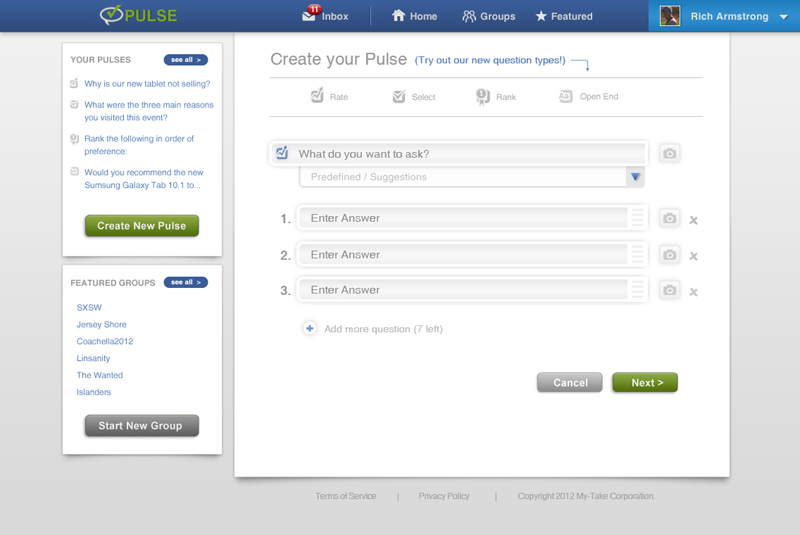 PULSE
11
Inbox
Home
Groups
Featured
Rich Armstrong
YOUR PULSES
see all >
Why is our new tablet not selling?
What were the three main reasons
you visited this event?
Rank the following in order of
preference:
Would you recommend the new
Sumsung Galaxy Tab 10.1 to...
Create New Pulse
FEATURED GROUPS
see all >
SXSW
Jersey Shore
Coachella2012
Linsanity
The Wanted
Islanders
Start New Group
Create your Pulse (Try out our new question types!)
Rate
Select
1
Rank
Aa
Open End
What do you want to ask?
Predefined / Suggestions
1. Enter Answer x
2. Enter Answer x
3. Enter Answer x
+ Add more question (7 left)
Cancel
Next >
Terms of Service | Privacy Policy | Copyright 2012 My-Take Corporation.